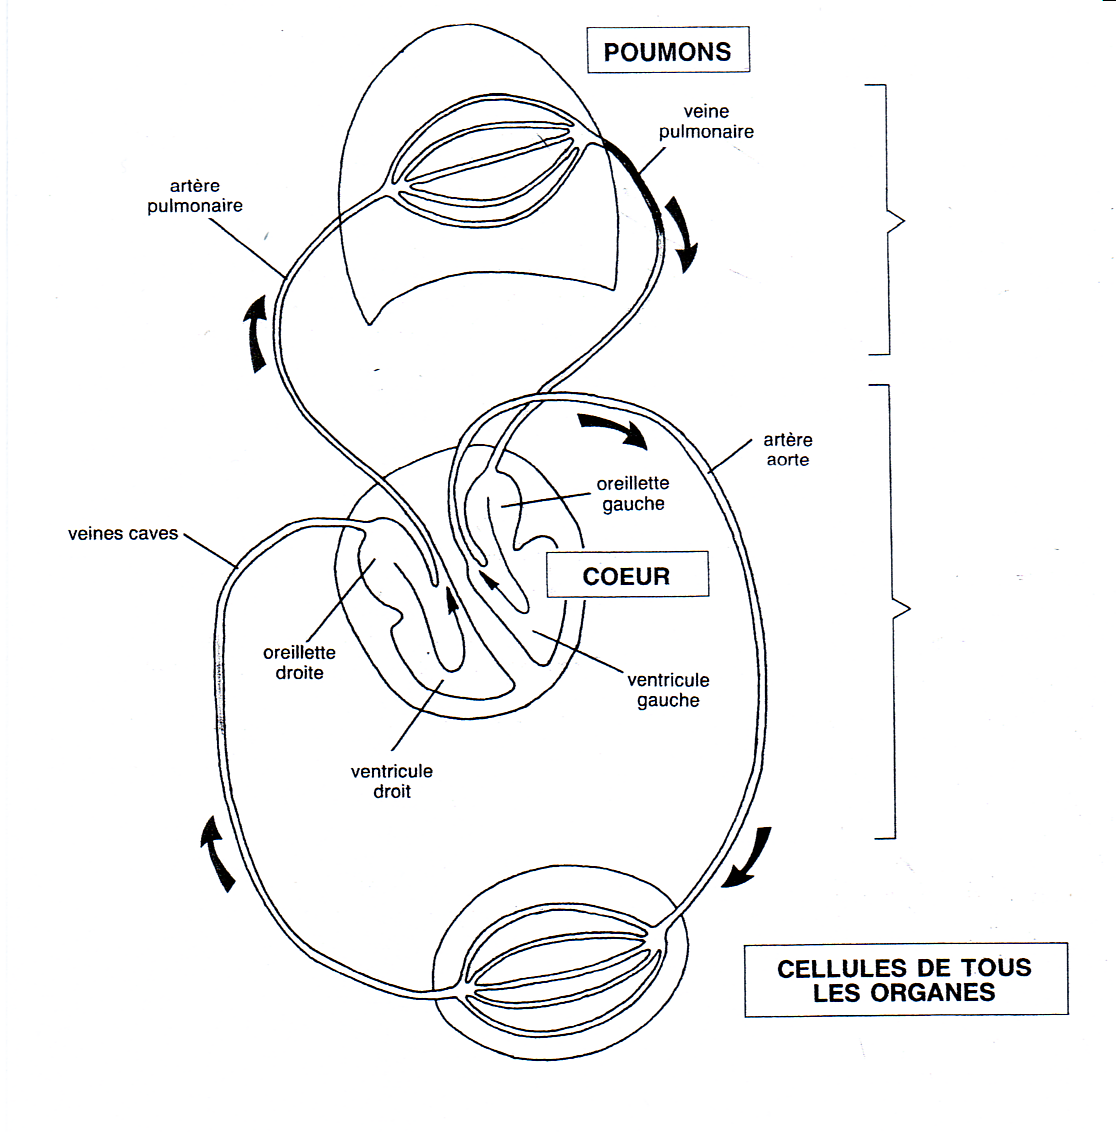 POUMONS
veine
pulmonaire
artère
pulmonaire
artère
aorte
oreillette
gauche
veines caves
COEUR
oreillette
droite
ventricule
gauche
ventricule
droit
CELLULES DE TOUS
LES ORGANES